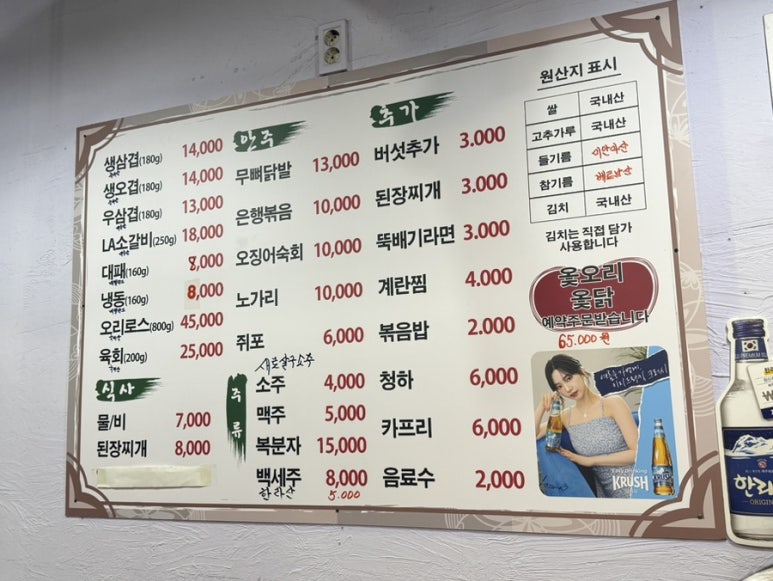 생삼겹(180g) 14,000
생오겹(180g) 14,000
우삼겹(180g) 13,000
LA소갈비(250g) 18,000
대패(160g) 8,000
냉동(160g) 8,000
오리로스(800g) 45,000
육회(200g) 25,000
식사
물/비 7,000
된장찌개 8,000
안주
무뼈닭발 13,000
은행볶음 10,000
오징어숙회 10,000
노가리 10,000
쥐포 6,000
주류
소주 4,000
맥주 5,000
복분자 15,000
백세주 8,000
한라산 5.000
추가
버섯추가 3.000
된장찌개 3.000
뚝배기라면 3.000
계란찜 4.000
볶음밥 2.000
청하 6,000
카프리 6,000
음료수 2,000
원산지 표시
쌀 국내산
고추가루 국내산
들기름
참기름
김치 국내산
김치는 직접 담가
사용합니다
옻오리
옻닭
예약주문받습니다
65.000원
KRUSH
한라
ORIGIN